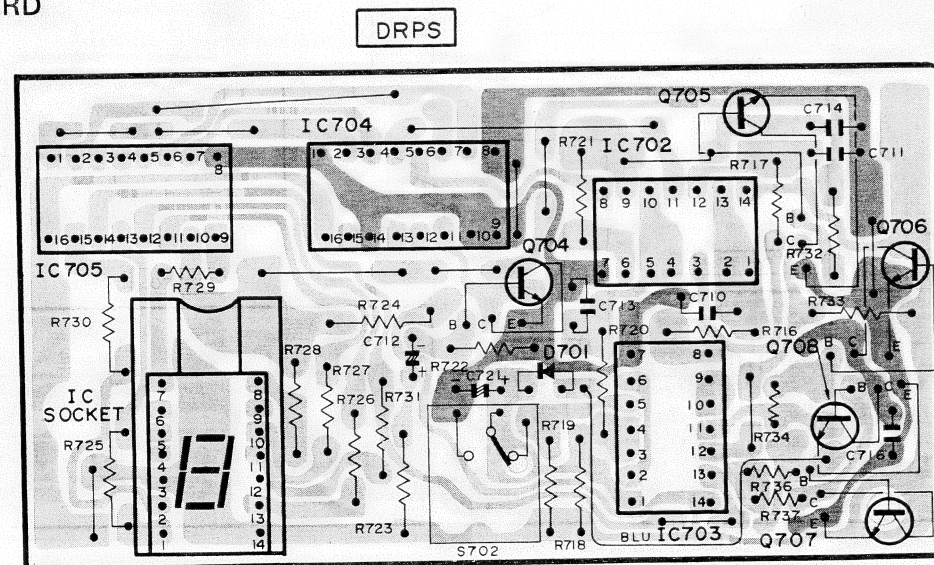 RD
DRPS
Q705
C714
IC704
R721
IC702
R717
C711
1 2 3 4 5 6 7 8
1 2 3 4 5 6 7 8
8 9 10 11 12 13 14
B
16 15 14 13 12 11 10 9
16 15 14 13 12 11 10 9
Q704
C
R732
Q706
IC705
R729
7 6 5 4 3 2 1
E
R730
R724
C713
C710
R733
B C E
R720
R716
C712
R728
R722
D701
7 8
Q708
B C E
R727
C721
+
6 9
IC
SOCKET
7 8
R726
R731
5 10
B C E
6 9
R719
4 11
R734
R725
5 10
3 12
C716
4 11
2 13
R736
B
3 12
R737
C
2 13
R723
1 14
E
1 14
S702
R718
BLU
IC703
Q707